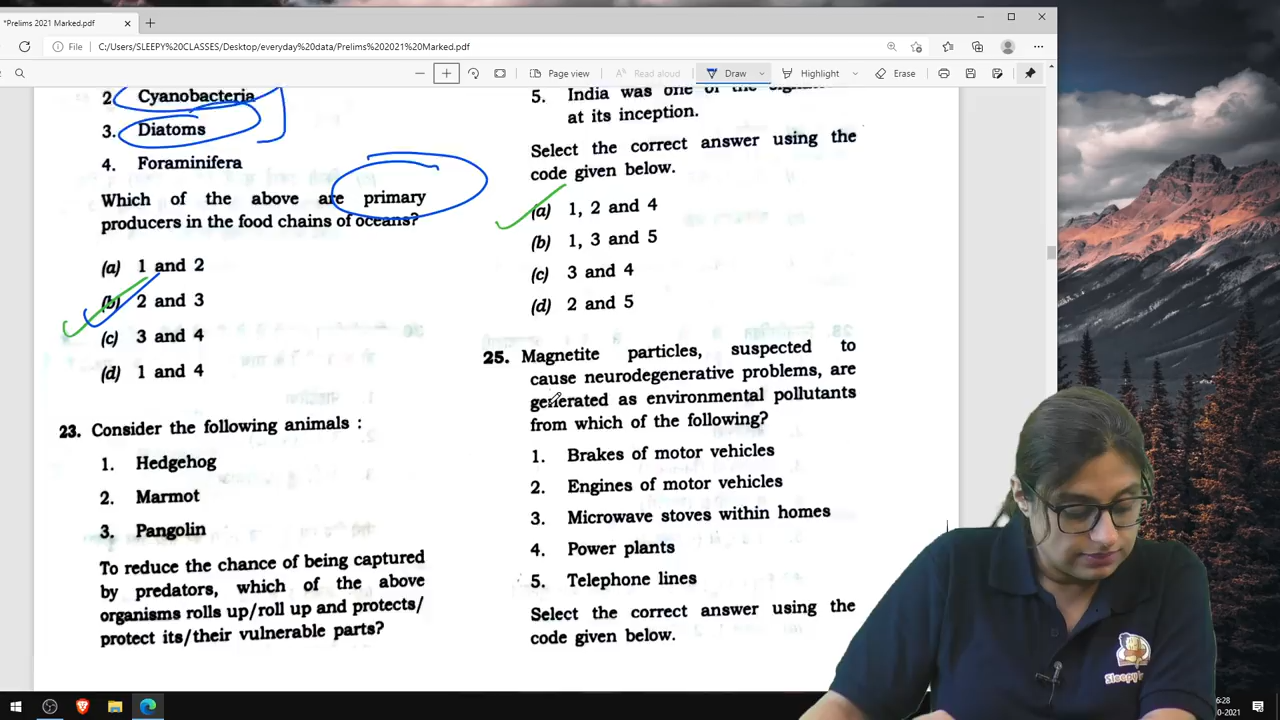 *Prelims 2021 Marked.pdf
File
C:/Users/SLEEPY%20CLASSES/Desktop/everyday%20data/Prelims%202021%20Marked.pdf
Page view
Read aloud
Draw
Highlight
Erase
2 Cyanobacteria
3. Diatoms
4. Foraminifera
Which of the above are primary
producers in the food chains of oceans?
(a) 1 and 2
(b) 2 and 3
(c) 3 and 4
(d) 1 and 4
23. Consider the following animals :
1. Hedgehog
2. Marmot
3. Pangolin
To reduce the chance of being captured
by predators, which of the above
organisms rolls up/roll up and protects/
protect its/their vulnerable parts?
5. India was one of the
at its inception.
Select the correct answer using the
code given below.
(a) 1, 2 and 4
(b) 1, 3 and 5
(c) 3 and 4
(d) 2 and 5
25. Magnetite particles, suspected to
cause neurodegenerative problems, are
generated as environmental pollutants
from which of the following?
1. Brakes of motor vehicles
2. Engines of motor vehicles
3. Microwave stoves within homes
4. Power plants
5. Telephone lines
Select the correct answer using the
code given below.
6:28
0-2021